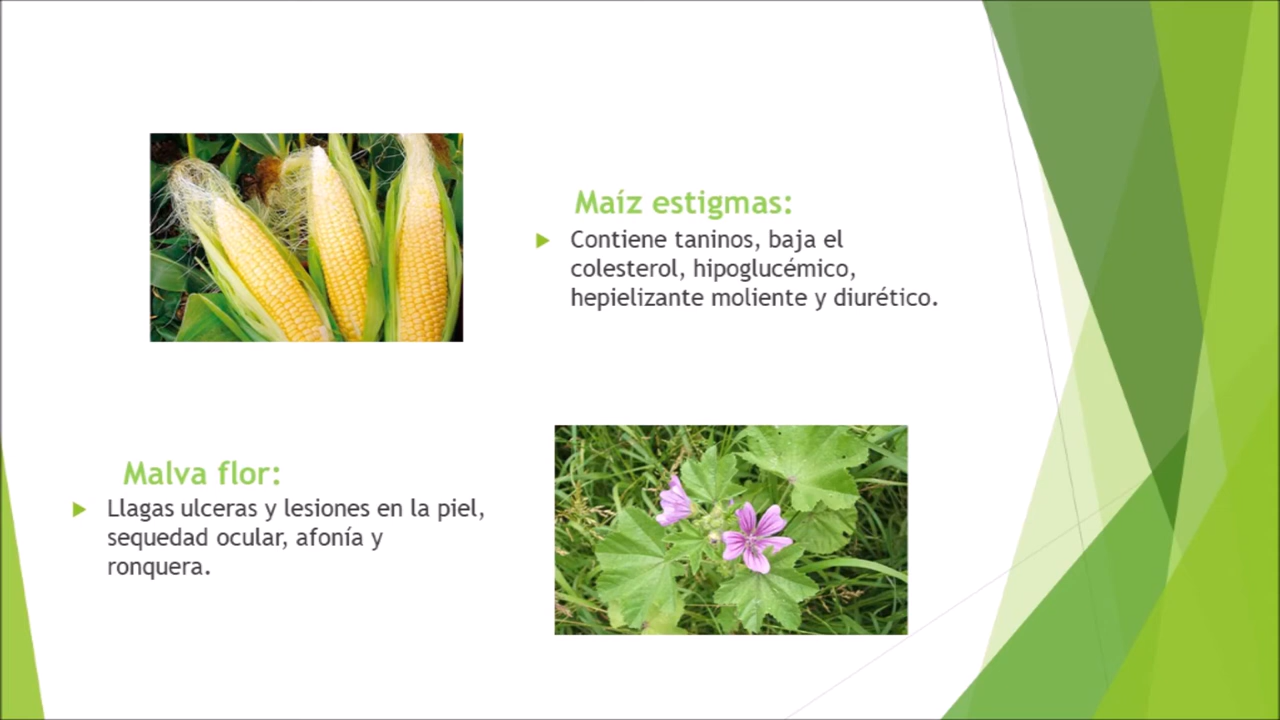 Maíz estigmas:
Contiene taninos, baja el
colesterol, hipoglucémico,
hepielizante moliente y diurético.
Malva flor:
Llagas ulceras y lesiones en la piel,
sequedad ocular, afonía y
ronquera.